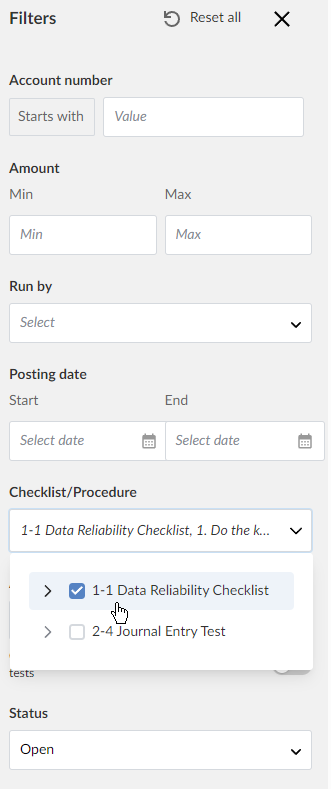 Filters
Reset all
Account number
Starts with
Value
Amount
Min
Max
Min
Max
Run by
Select
Posting date
Start
End
Select date
Select date
Checklist/Procedure
1-1 Data Reliability Checklist, 1. Do the k...
1-1 Data Reliability Checklist
2-4 Journal Entry Test
tests
Status
Open